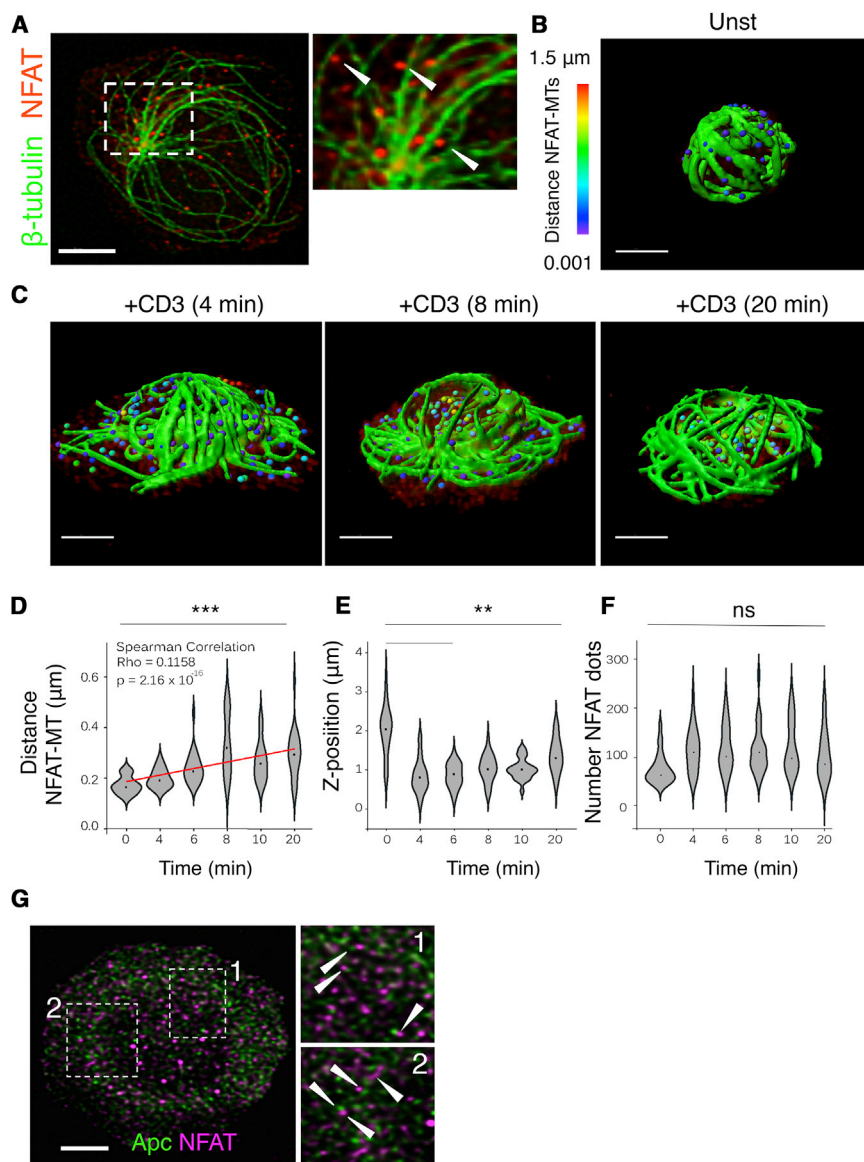 A
β-tubulin NFAT
B
Unst
1.5 μm
Distance NFAT-MTs
0.001
C
+CD3 (4 min)
+CD3 (8 min)
+CD3 (20 min)
D
***
Spearman Correlation
Rho = 0.1158
p = 2.16 x 10-16
Distance
NFAT-MT (μm)
0.6
0.4
0.2
0.0
0 4 6 8 10 20
Time (min)
E
**
Z-posiition (μm)
4
3
2
1
0
0 4 6 8 10 20
Time (min)
F
ns
Number NFAT dots
300
200
100
0
0 4 6 8 10 20
Time (min)
G
1
2
Apc NFAT
1
2